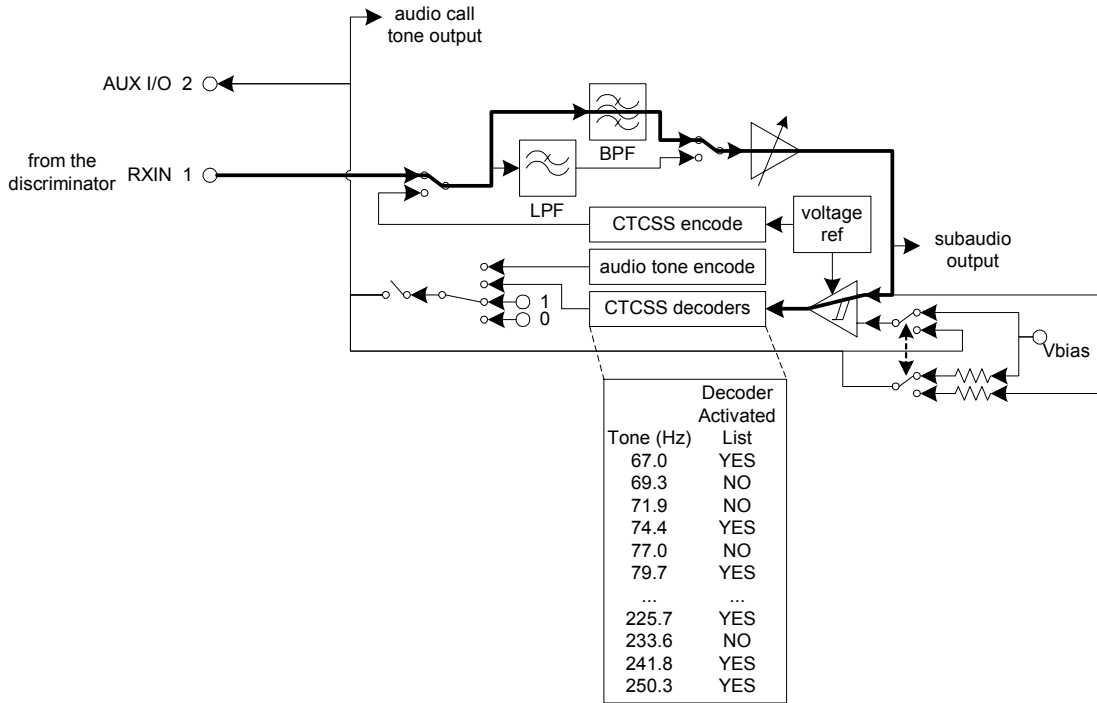 audio call
tone output
AUX I/O 2
from the
discriminator
RXIN 1
BPF
LPF
CTCSS encode
voltage
ref
subaudio
output
audio tone encode
CTCSS decoders
1
0
Vbias
Decoder
Activated
Tone (Hz) List
67.0 YES
69.3 NO
71.9 NO
74.4 YES
77.0 NO
79.7 YES
... ...
225.7 YES
233.6 NO
241.8 YES
250.3 YES